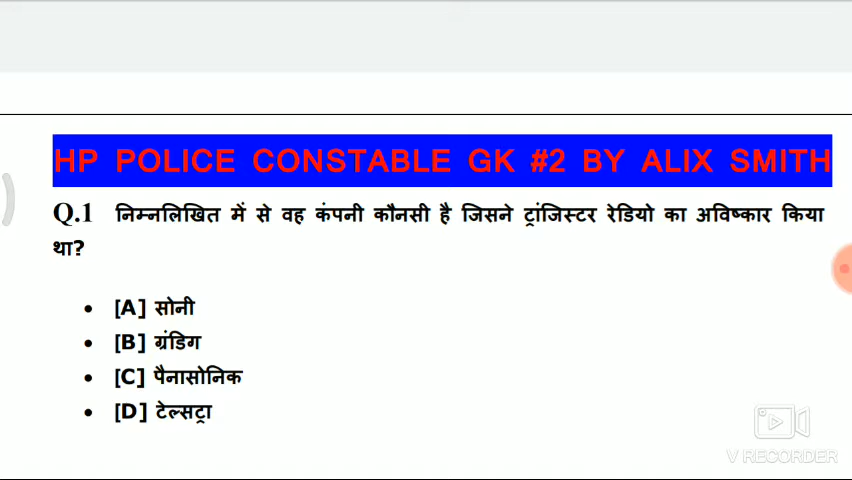 HP POLICE CONSTABLE GK #2 BY ALIX SMITH
Q.1 निम्नलिखित में से वह कंपनी कौनसी है जिसने ट्रांजिस्टर रेडियो का अविष्कार किया
था?
• [A] सोनी
• [B] ग्रंडिग
• [C] पैनासोनिक
• [D] टेल्सट्रा
V RECORDER